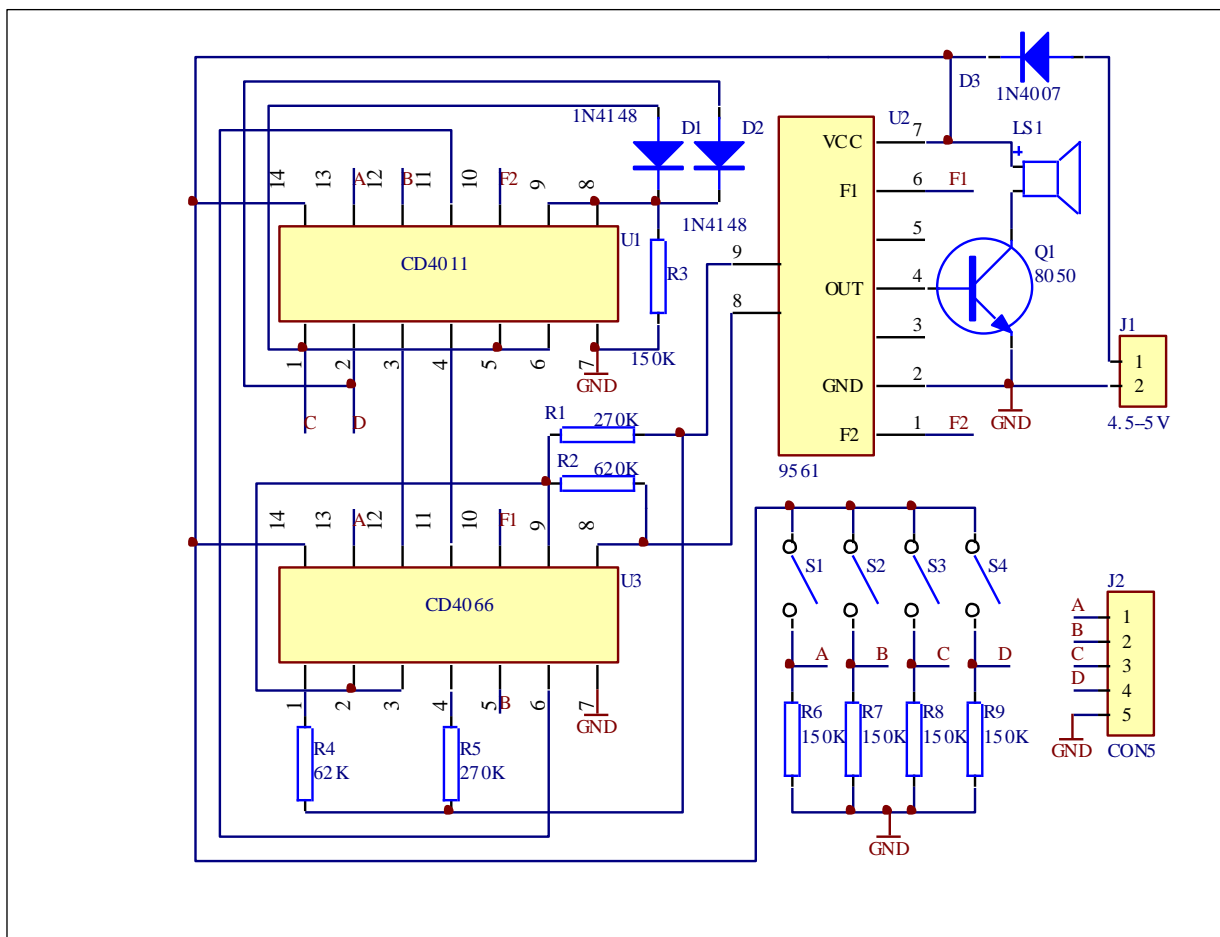 D3
1N4007
1N4148
D1
D2
U2
LS1
+
VCC
7
14
13
A
12
B
11
10
F2
9
8
F1
6
F1
1N4148
5
U1
CD4011
R3
9
Q1
8050
OUT
4
8
3
J1
1
2
3
4
5
6
7
150K
GND
1
2
GND
2
GND
4.5-5V
C
D
R1
270K
F2
1
F2
R2
620K
9561
14
13
A
12
11
10
F1
9
8
S1
S2
S3
S4
U3
CD4066
J2
A
1
B
2
C
3
D
4
5
GND
CON5
A
B
C
D
1
2
3
4
5
B
6
7
GND
R4
62K
R5
270K
R6
150K
R7
150K
R8
150K
R9
150K
GND